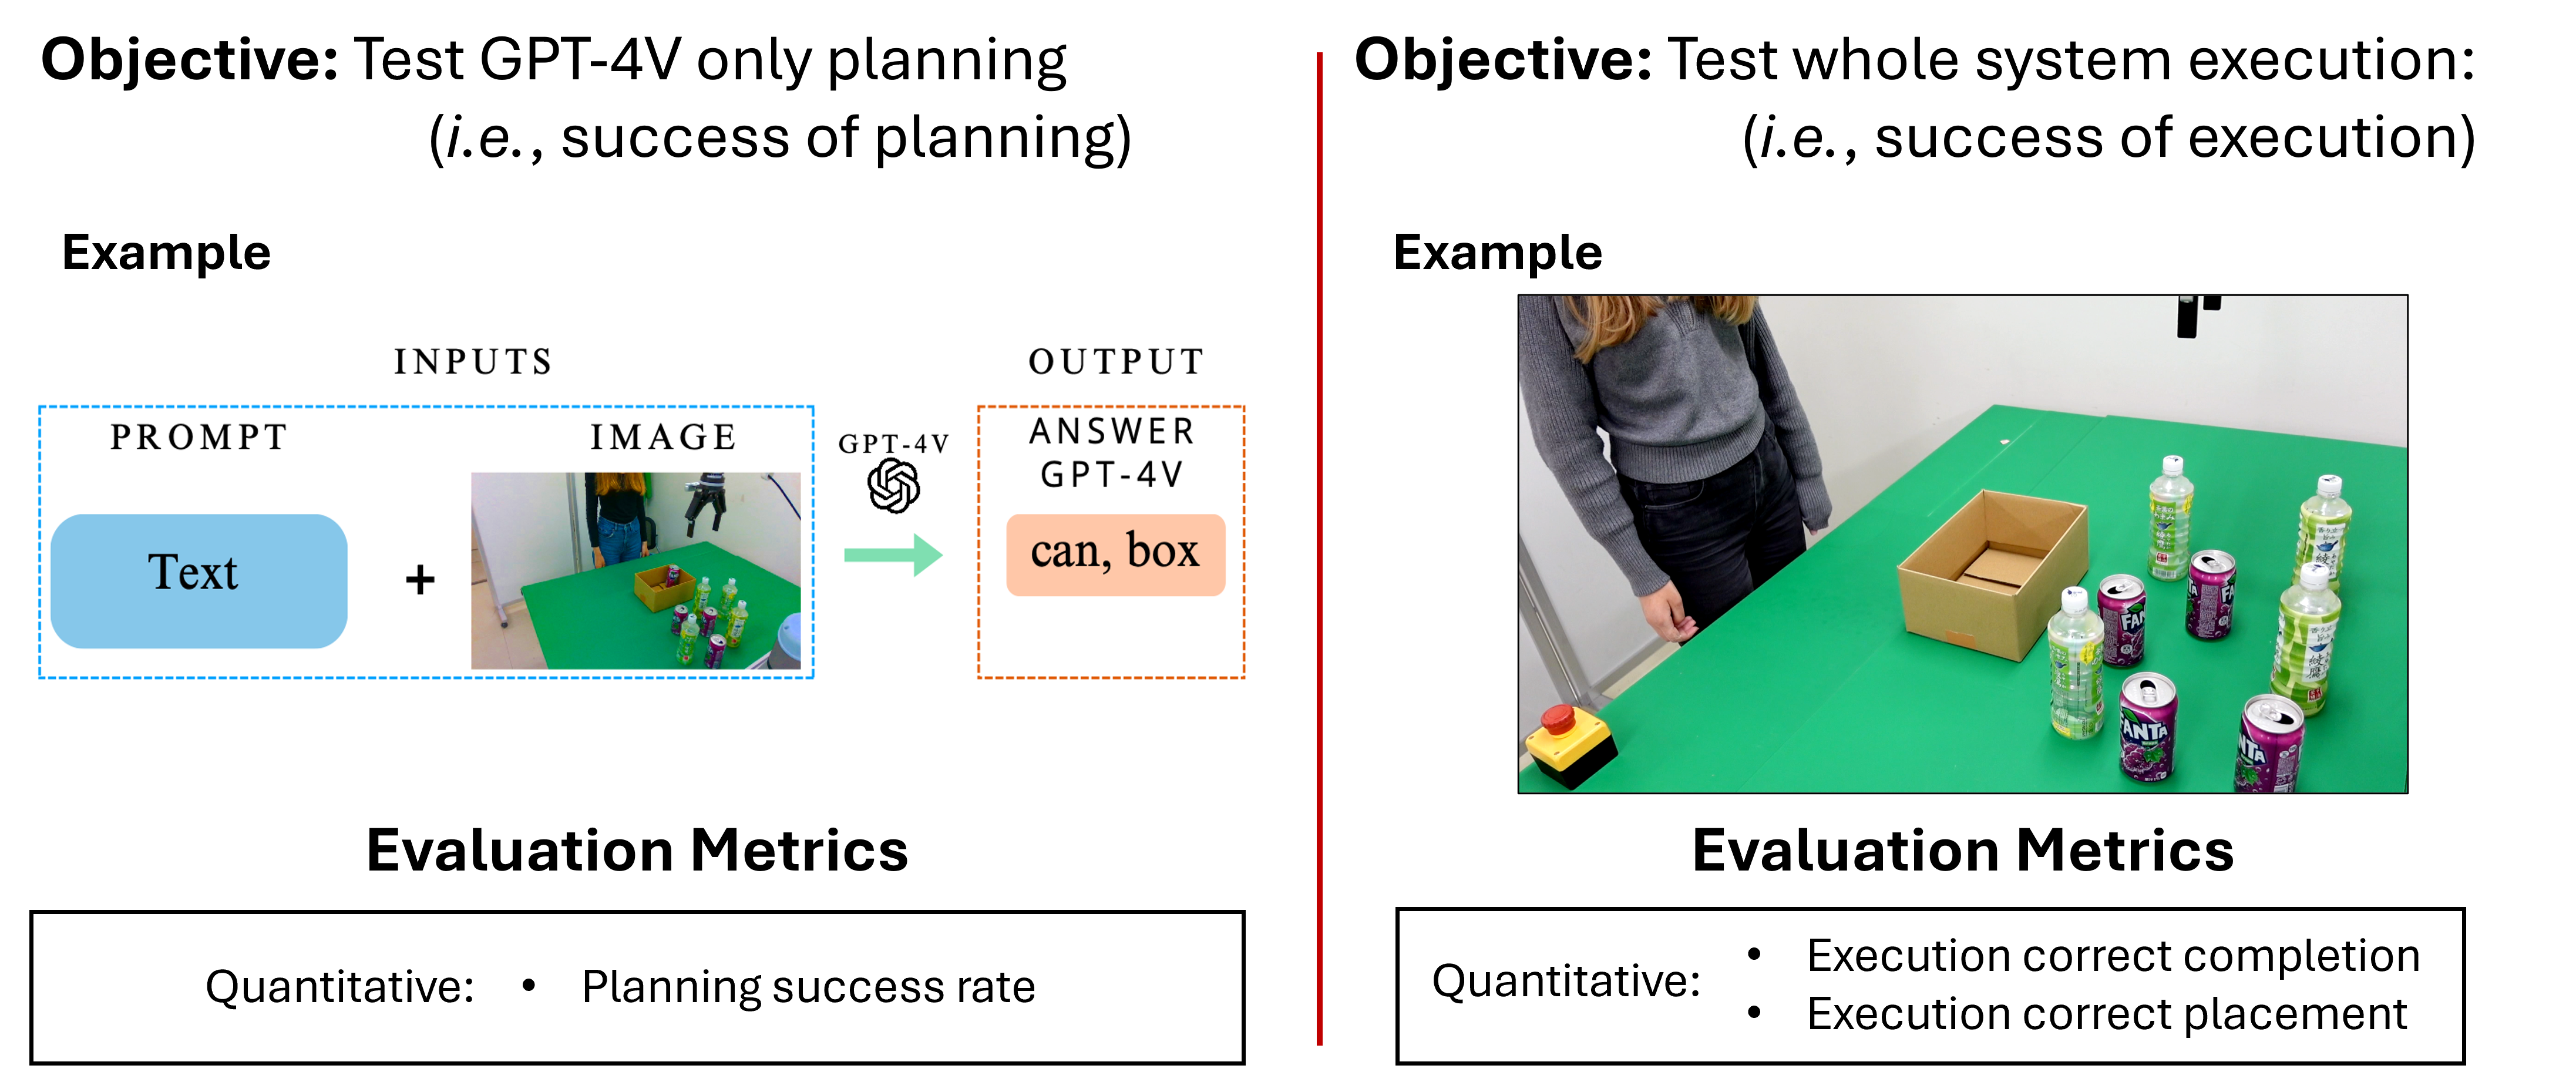 Objective: Test GPT-4V only planning
(i.e., success of planning)
Example
INPUTS
OUTPUT
PROMPT
IMAGE
GPT-4V
ANSWER
GPT-4V
Text
+
can, box
Evaluation Metrics
Quantitative: • Planning success rate
Objective: Test whole system execution:
(i.e., success of execution)
Example
FANTA
Evaluation Metrics
Quantitative:
• Execution correct completion
• Execution correct placement